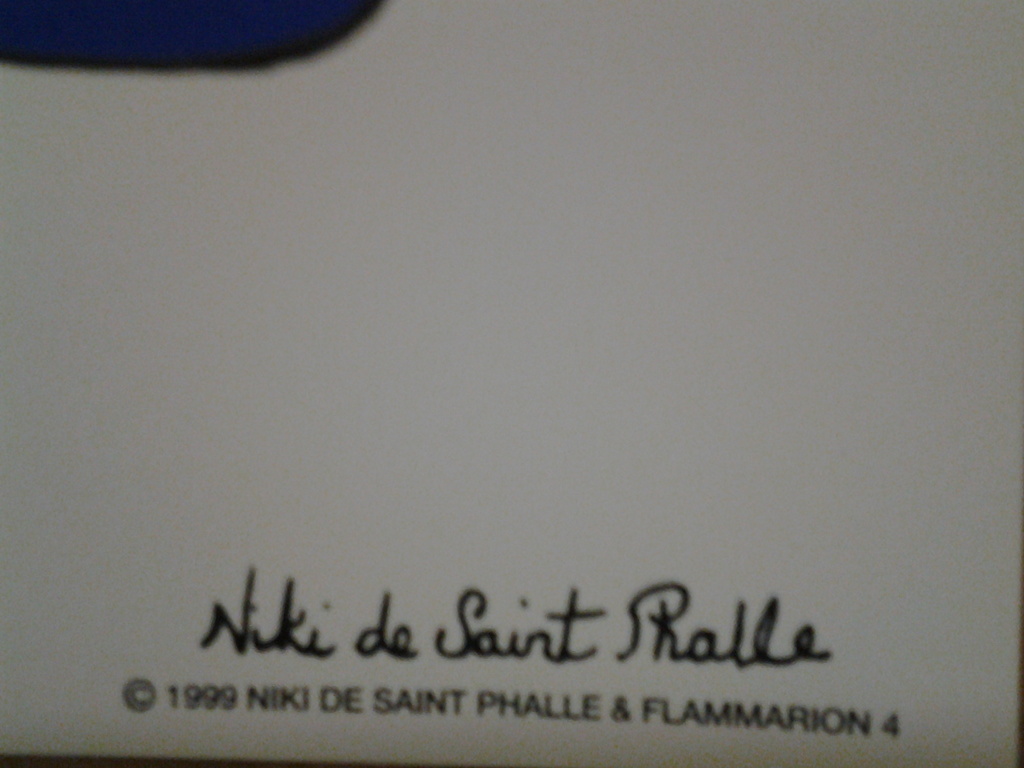 Niki de Saint Phalle
© 1999 NIKI DE SAINT PHALLE & FLAMMARION 4